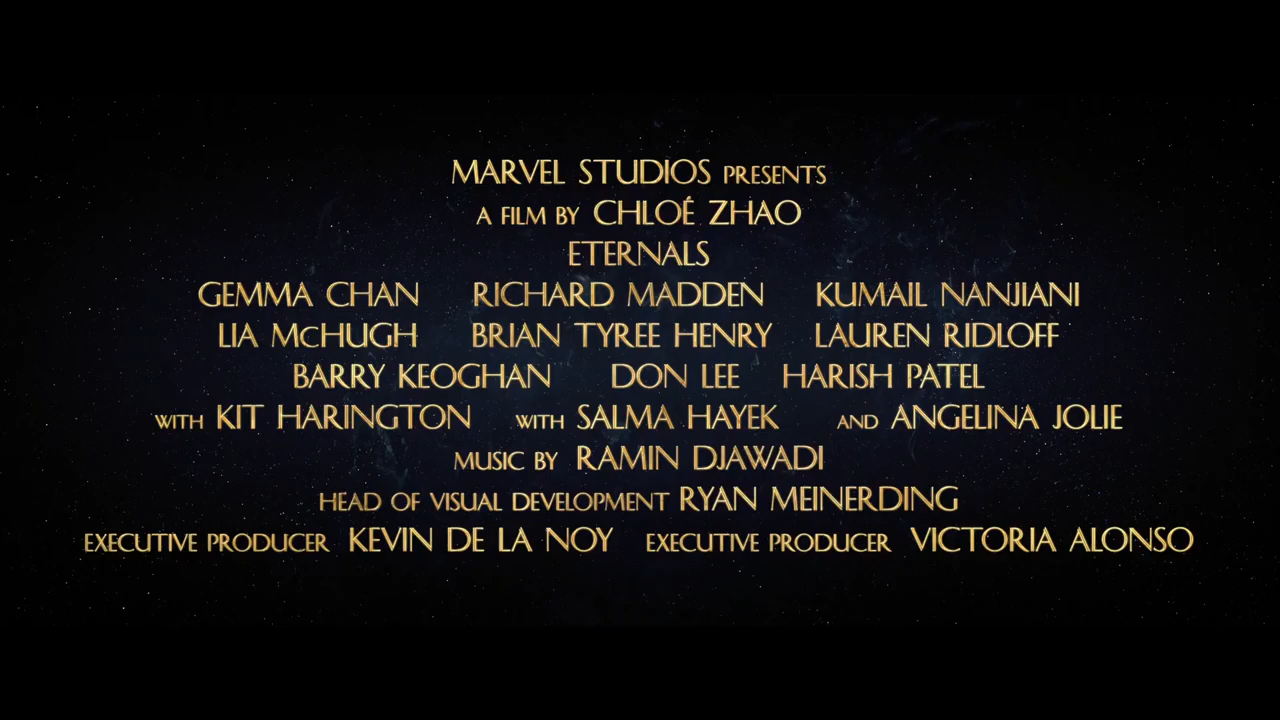 MARVEL STUDIOS PRESENTS
A FILM BY CHLOÉ ZHAO
ETERNALS
GEMMA CHAN RICHARD MADDEN KUMAIL NANJIANI
LIA McHUGH BRIAN TYREE HENRY LAUREN RIDLOFF
BARRY KEOGHAN DON LEE HARISH PATEL
WITH KIT HARINGTON WITH SALMA HAYEK AND ANGELINA JOLIE
MUSIC BY RAMIN DJAWADI
HEAD OF VISUAL DEVELOPMENT RYAN MEINERDING
EXECUTIVE PRODUCER KEVIN DE LA NOY EXECUTIVE PRODUCER VICTORIA ALONSO